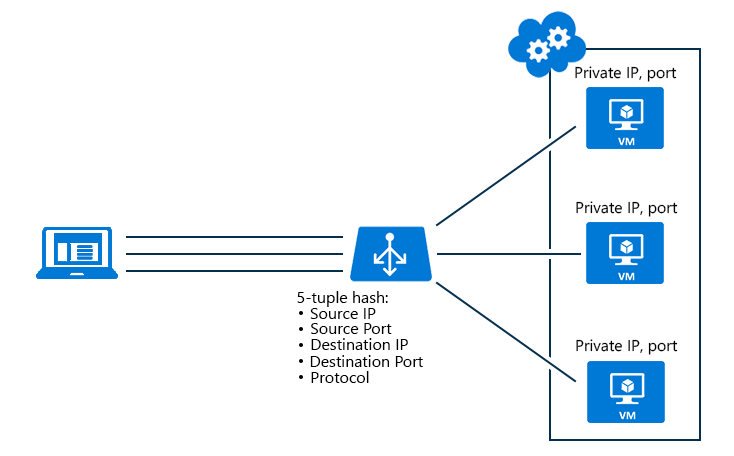 Private IP, port
VM
Private IP, port
VM
5-tuple hash:
• Source IP
• Source Port
• Destination IP
• Destination Port
• Protocol
Private IP, port
VM